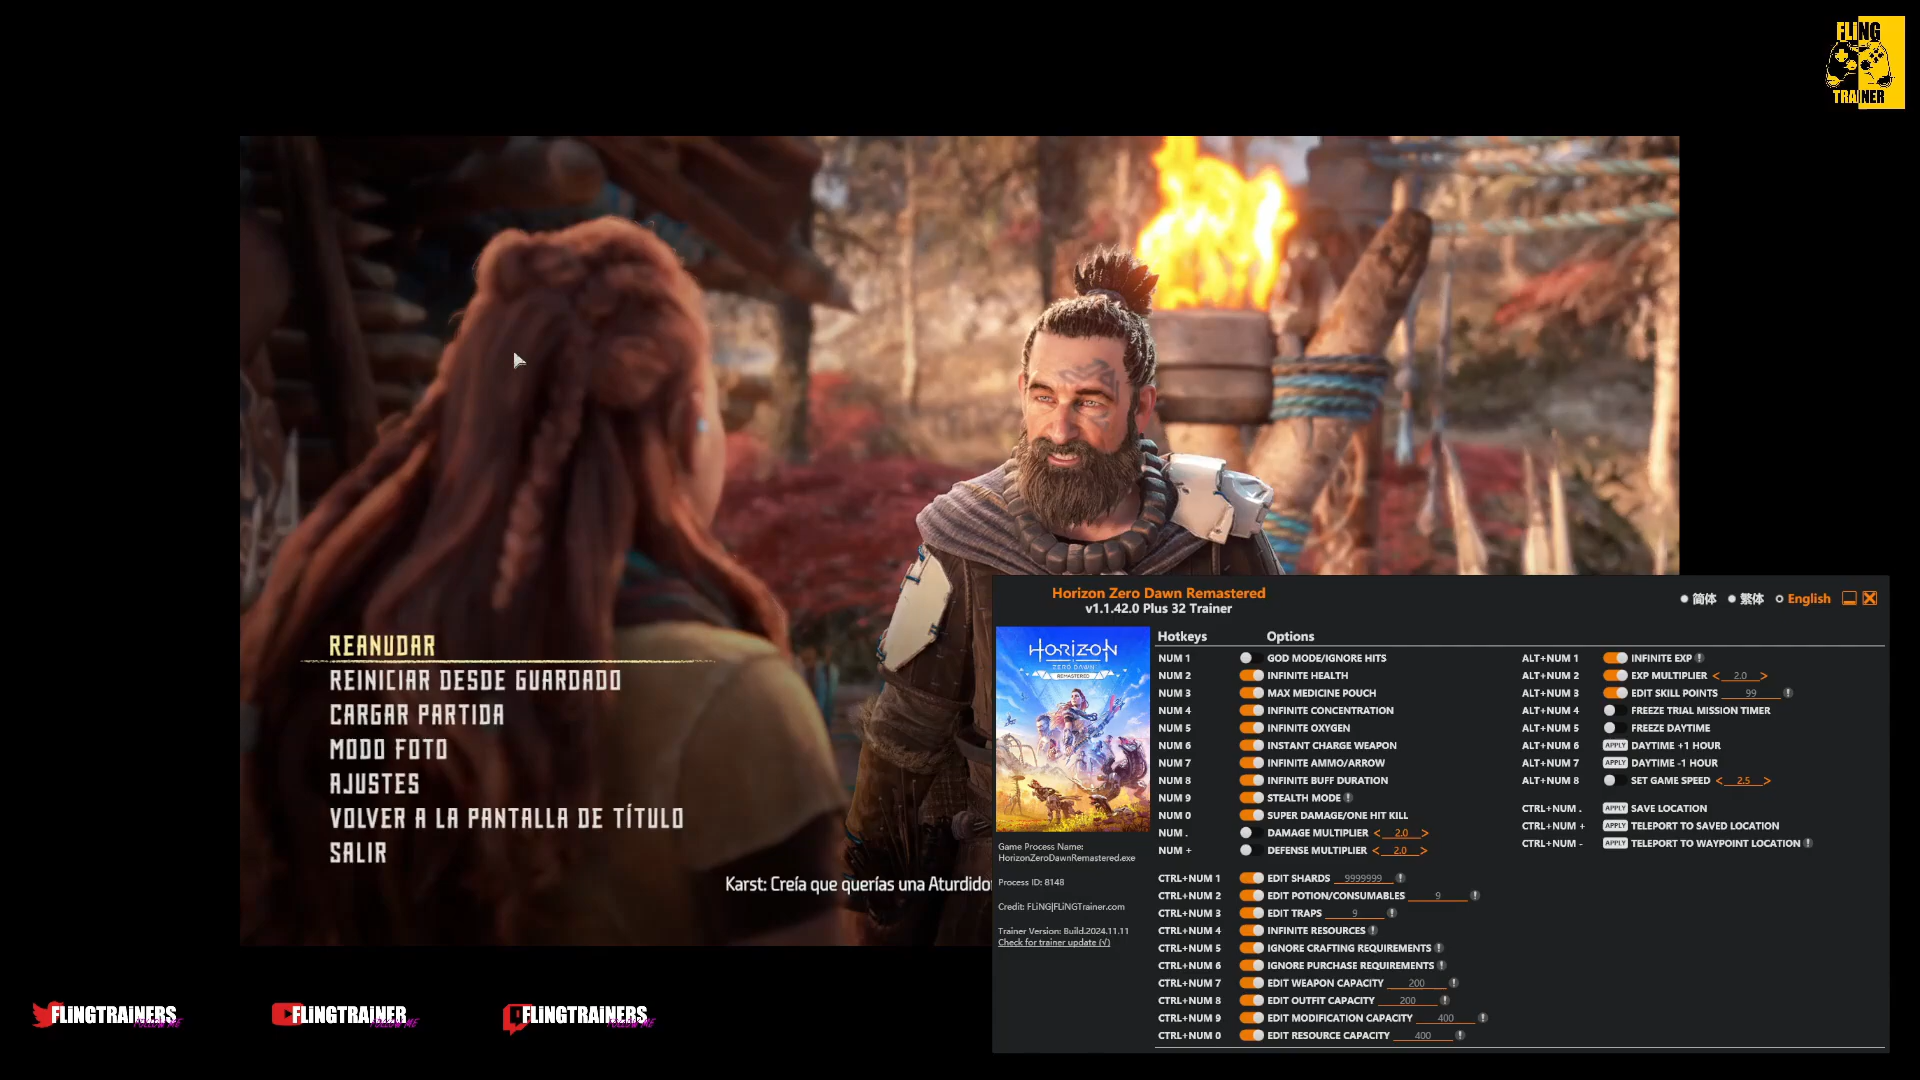 FLiNG
TRAINER
REANUDAR
REINICIAR DESDE GUARDADO
CARGAR PARTIDA
MODO FOTO
AJUSTES
VOLVER A LA PANTALLA DE TÍTULO
SALIR
Karst: Creía que querías una Aturdido
Horizon Zero Dawn Remastered
v1.1.42.0 Plus 32 Trainer
简体 繁体 English
HORIZON
ZERO DAWN
REMASTERED
Game Process Name:
HorizonZeroDawnRemastered.exe
Process ID: 8148
Credit: FLiNG|FLiNGTrainer.com
Trainer Version: Build.2024.11.11
Check for trainer update (√)
Hotkeys Options
NUM 1 GOD MODE/IGNORE HITS
NUM 2 INFINITE HEALTH
NUM 3 MAX MEDICINE POUCH
NUM 4 INFINITE CONCENTRATION
NUM 5 INFINITE OXYGEN
NUM 6 INSTANT CHARGE WEAPON
NUM 7 INFINITE AMMO/ARROW
NUM 8 INFINITE BUFF DURATION
NUM 9 STEALTH MODE !
NUM 0 SUPER DAMAGE/ONE HIT KILL
NUM . DAMAGE MULTIPLIER < 2.0 >
NUM + DEFENSE MULTIPLIER < 2.0 >
CTRL+NUM 1 EDIT SHARDS 9999999 !
CTRL+NUM 2 EDIT POTION/CONSUMABLES 9 !
CTRL+NUM 3 EDIT TRAPS 9 !
CTRL+NUM 4 INFINITE RESOURCES !
CTRL+NUM 5 IGNORE CRAFTING REQUIREMENTS !
CTRL+NUM 6 IGNORE PURCHASE REQUIREMENTS !
CTRL+NUM 7 EDIT WEAPON CAPACITY 200 !
CTRL+NUM 8 EDIT OUTFIT CAPACITY 200 !
CTRL+NUM 9 EDIT MODIFICATION CAPACITY 400 !
CTRL+NUM 0 EDIT RESOURCE CAPACITY 400 !
ALT+NUM 1 INFINITE EXP !
ALT+NUM 2 EXP MULTIPLIER < 2.0 >
ALT+NUM 3 EDIT SKILL POINTS 99 !
ALT+NUM 4 FREEZE TRIAL MISSION TIMER
ALT+NUM 5 FREEZE DAYTIME
ALT+NUM 6 APPLY DAYTIME +1 HOUR
ALT+NUM 7 APPLY DAYTIME -1 HOUR
ALT+NUM 8 SET GAME SPEED < 2.5 >
CTRL+NUM . APPLY SAVE LOCATION
CTRL+NUM + APPLY TELEPORT TO SAVED LOCATION
CTRL+NUM - APPLY TELEPORT TO WAYPOINT LOCATION !
FLiNGTRAINERS
FOLLOW ME
FLiNGTRAINER
FOLLOW ME
FLiNGTRAINERS
FOLLOW ME